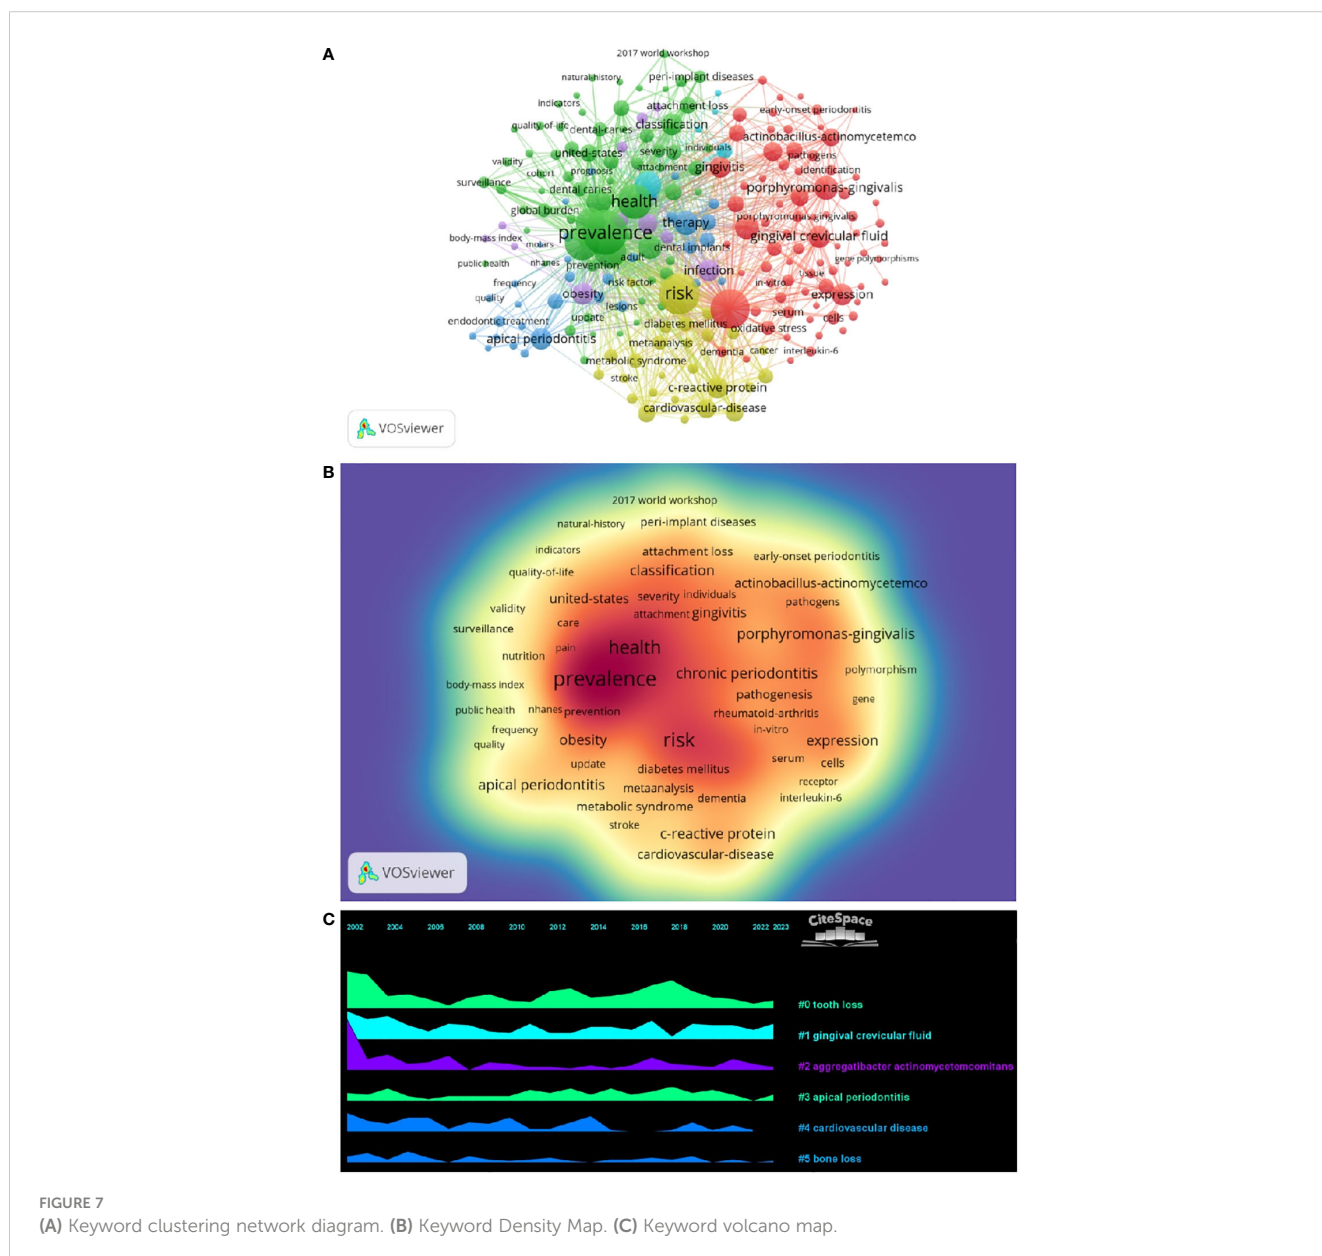 A
2017 world workshop
natural-history
peri-implant diseases
indicators
attachment loss
early-onset periodontitis
quality-of-life
dental-caries
classification
actinobacillus-actinomycetemco
united-states
severity
individuals
pathogens
validity
cohort
prognosis
attachment
gingivitis
identification
surveillance
dental caries
health
porphyromonas-gingivalis
global burden
therapy
porphyromonas gingivalis
prevalence
gingival crevicular fluid
body-mass index
molars
dental implants
public health
nhanes
prevention
adult
infection
gene polymorphisms
frequency
risk factor
in-vitro
tissue
quality
obesity
lesions
risk
expression
endodontic treatment
update
diabetes mellitus
serum
cells
apical periodontitis
oxidative stress
metaanalysis
metabolic syndrome
dementia
cancer
interleukin-6
stroke
c-reactive protein
cardiovascular-disease
VOSviewer
B
2017 world workshop
natural-history
peri-implant diseases
indicators
attachment loss
early-onset periodontitis
quality-of-life
classification
actinobacillus-actinomycetemco
united-states
severity
individuals
pathogens
validity
attachment
gingivitis
surveillance
care
porphyromonas-gingivalis
nutrition
pain
health
prevalence
chronic periodontitis
polymorphism
body-mass index
pathogenesis
gene
public health
nhanes
prevention
rheumatoid-arthritis
frequency
in-vitro
quality
obesity
risk
expression
update
diabetes mellitus
serum
cells
apical periodontitis
metaanalysis
receptor
metabolic syndrome
dementia
interleukin-6
stroke
c-reactive protein
cardiovascular-disease
VOSviewer
C
2002 2004 2006 2008 2010 2012 2014 2016 2018 2020 2022 2023
CiteSpace
#0 tooth loss
#1 gingival crevicular fluid
#2 aggregatibacter actinomycetemcomitans
#3 apical periodontitis
#4 cardiovascular disease
#5 bone loss
FIGURE 7
(A) Keyword clustering network diagram. (B) Keyword Density Map. (C) Keyword volcano map.